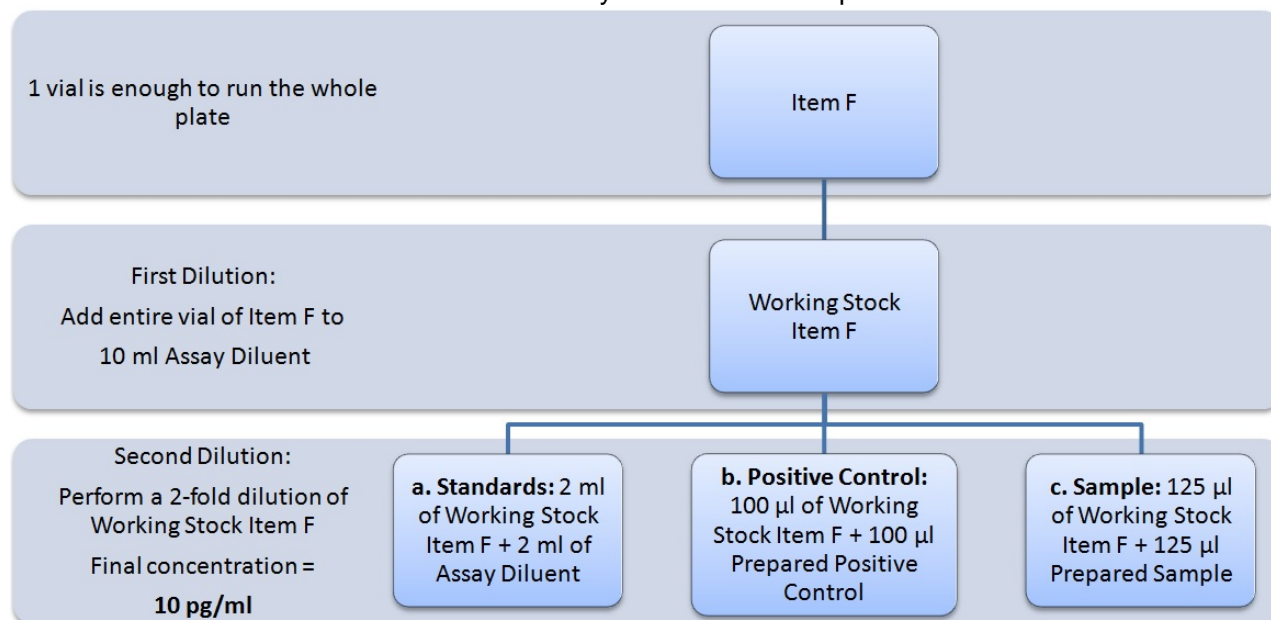 1 vial is enough to run the whole
plate
Item F
First Dilution:
Add entire vial of Item F to
10 ml Assay Diluent
Working Stock
Item F
Second Dilution:
Perform a 2-fold dilution of
Working Stock Item F
Final concentration =
10 pg/ml
a. Standards: 2 ml
of Working Stock
Item F + 2 ml of
Assay Diluent
b. Positive Control:
100 µl of Working
Stock Item F + 100 µl
Prepared Positive
Control
c. Sample: 125 µl
of Working Stock
Item F + 125 µl
Prepared Sample